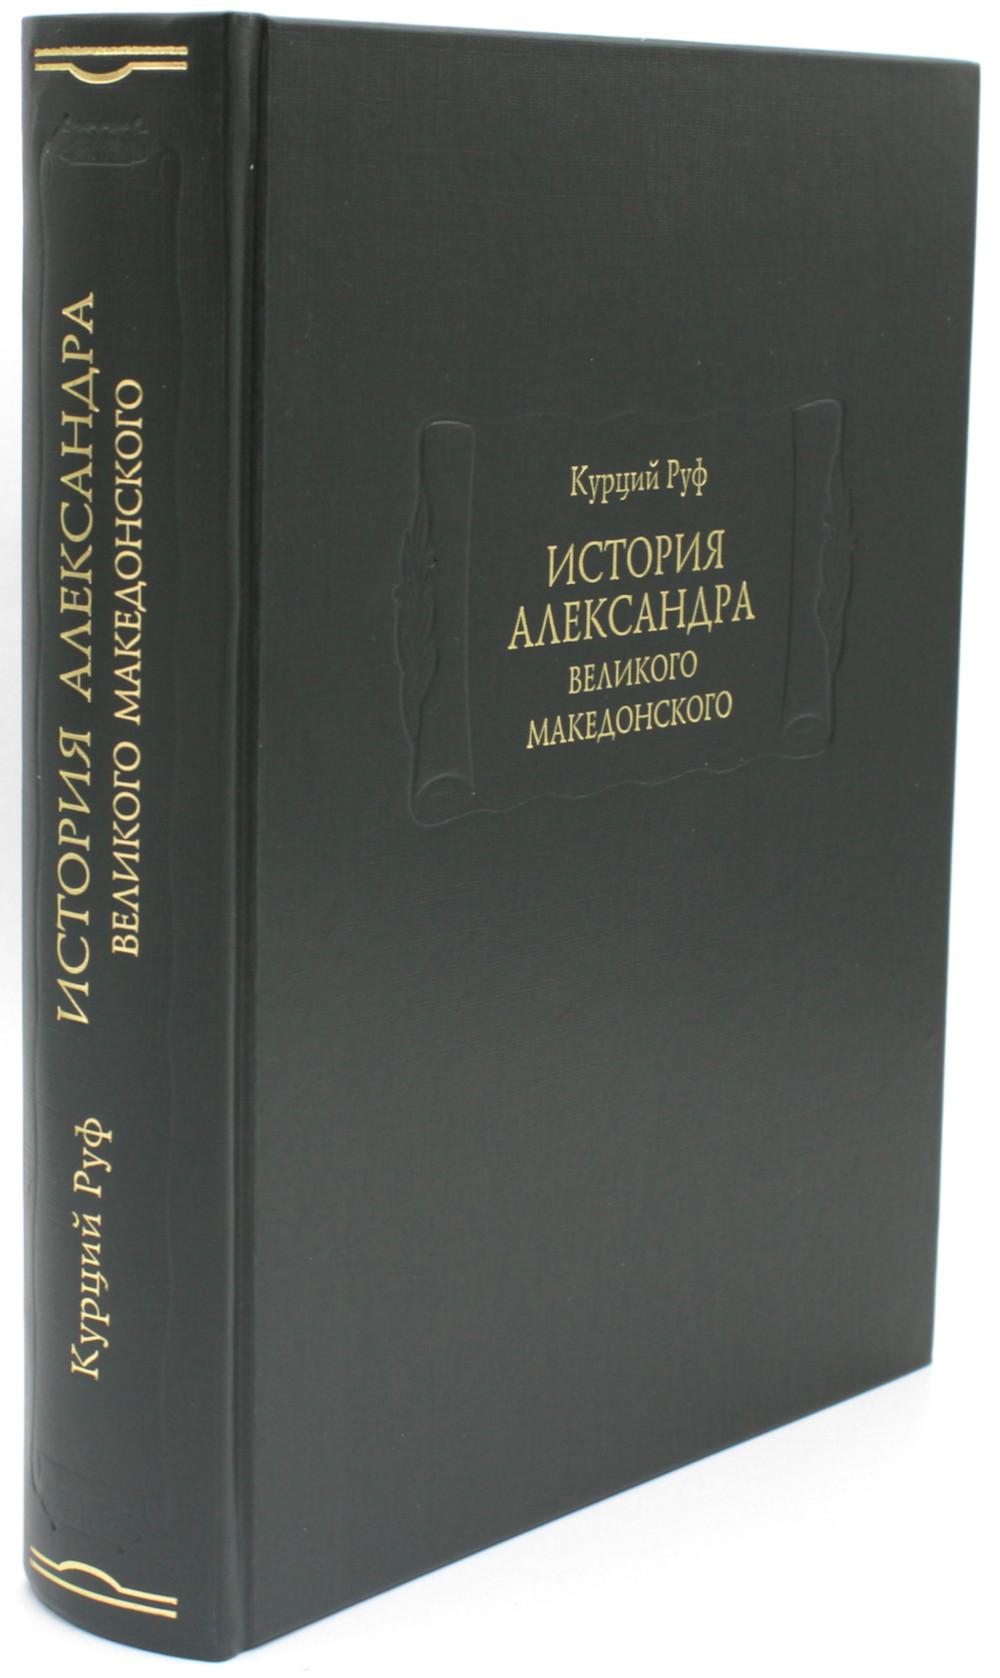 Курций Руф
ИСТОРИЯ
АЛЕКСАНДРА
ВЕЛИКОГО
МАКЕДОНСКОГО
Курций Руф ИСТОРИЯ АЛЕКСАНДРА
ВЕЛИКОГО МАКЕДОНСКОГО